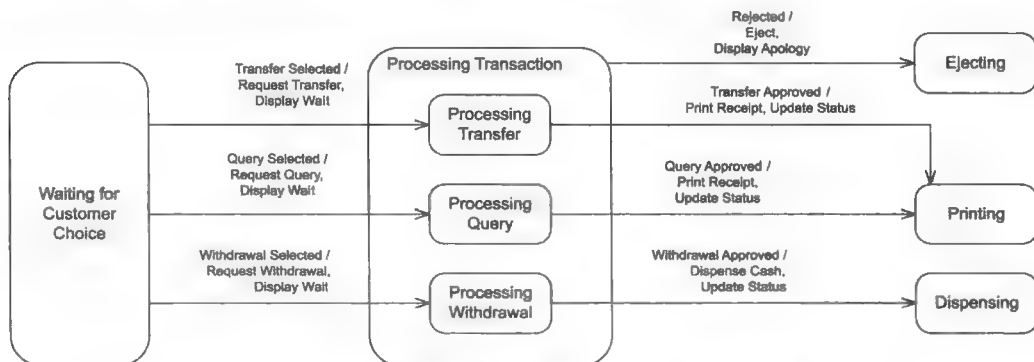 Rejected /
Eject,
Display Apology
Ejecting
Processing Transaction
Transfer Selected /
Request Transfer,
Display Wait
Transfer Approved /
Print Receipt, Update Status
Processing
Transfer
Query Selected /
Request Query,
Display Wait
Query Approved /
Print Receipt,
Update Status
Waiting for
Customer
Choice
Processing
Query
Printing
Withdrawal Selected /
Request Withdrawal,
Display Wait
Withdrawal Approved /
Dispense Cash,
Update Status
Processing
Withdrawal
Dispensing